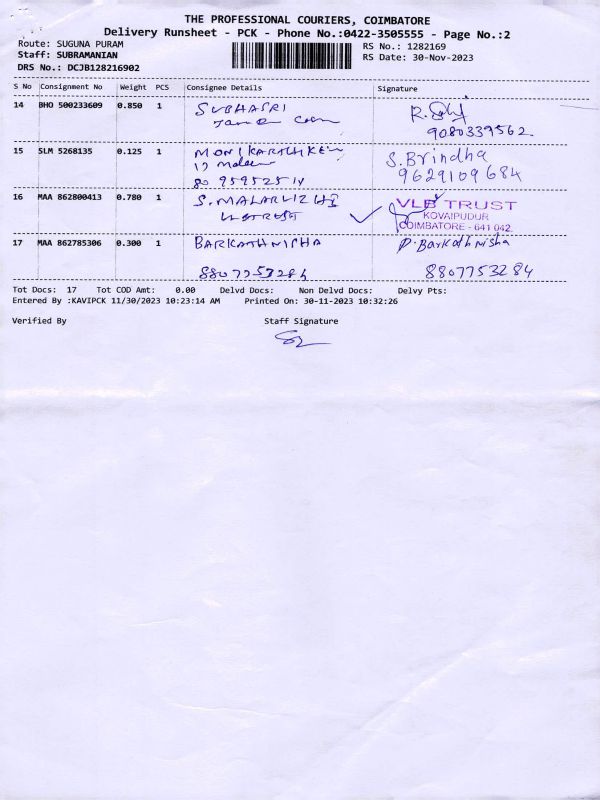 THE PROFESSIONAL COURIERS, COIMBATORE
Delivery Runsheet - PCK - Phone No.:0422-3505555 - Page No.:2
Route: SUGUNA PURAM
RS No.: 1282169
Staff: SUBRAMANIAN
RS Date: 30-Nov-2023
DRS No.: DCJB128216902
S No Consignment No Weight PCS Consignee Details Signature
14 BHO 500233609 0.850 1 SUBHASRI
9080339562
15 SLM 5268135 0.125 1 S.Brindha
9629109684
16 MAA 862800413 0.780 1 S.MALARVIZHI VLB TRUST
KOVAIPUDUR
COIMBATORE - 641 042.
17 MAA 862785306 0.300 1 BARKATHNISHA P.Barkathnisha
8807753284 8807753284
Tot Docs: 17 Tot COD Amt: 0.00 Delvd Docs: Non Delvd Docs: Delvy Pts:
Entered By :KAVIPCK 11/30/2023 10:23:14 AM Printed On: 30-11-2023 10:32:26
Verified By Staff Signature